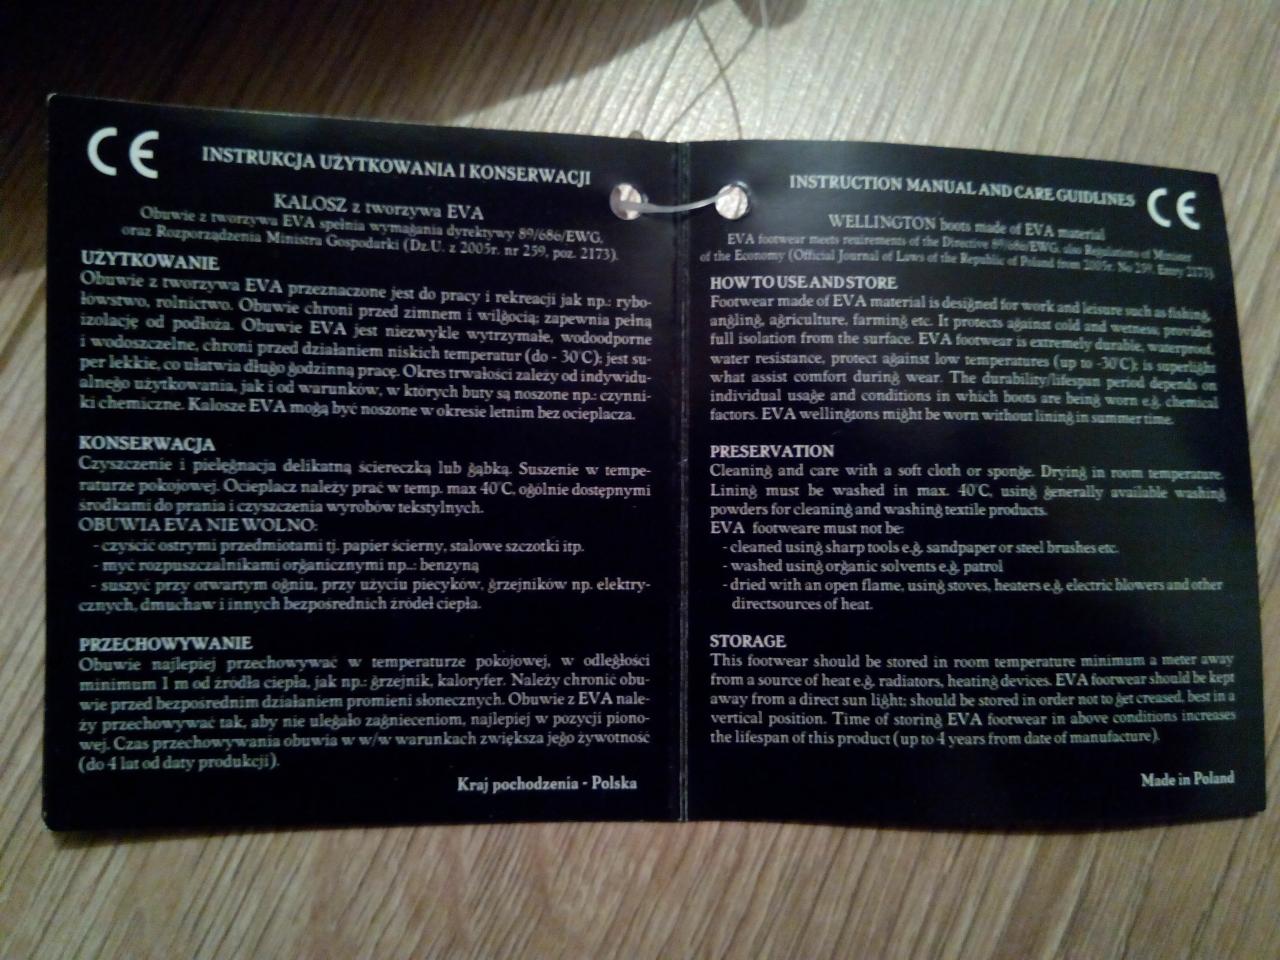 CE
INSTRUKCJA UŻYTKOWANIA I KONSERWACJI
KALOSZ z tworzywa EVA
Obuwie z tworzywa EVA spełnia wymagania dyrektywy 89/686/EWG,
oraz Rozporządzenia Ministra Gospodarki (Dz.U. z 2005r. nr 259, poz. 2173).
UŻYTKOWANIE
Obuwie z tworzywa EVA przeznaczone jest do pracy i rekreacji jak np.: rybo-
łowstwo, rolnictwo. Obuwie chroni przed zimnem i wilgocią; zapewnia pełną
izolację od podłoża. Obuwie EVA jest niezwykle wytrzymałe, wodoodporne
i wodoszczelne, chroni przed działaniem niskich temperatur (do - 30°C); jest su-
per lekkie, co ułatwia długo godzinną pracę. Okres trwałości zależy od indywidu-
alnego użytkowania, jak i od warunków, w których buty są noszone np.: czynni-
ki chemiczne. Kalosze EVA mogą być noszone w okresie letnim bez ocieplacza.
KONSERWACJA
Czyszczenie i pielęgnacja delikatną ściereczką lub gąbką. Suszenie w tempe-
raturze pokojowej. Ocieplacz należy prać w temp. max 40°C, ogólnie dostępnymi
środkami do prania i czyszczenia wyrobów tekstylnych.
OBUWIA EVA NIE WOLNO:
- czyścić ostrymi przedmiotami tj. papier ścierny, stalowe szczotki itp.
- myć rozpuszczalnikami organicznymi np..: benzyną
- suszyć przy otwartym ogniu, przy użyciu piecyków, grzejników np. elektry-
cznych, dmuchaw i innych bezpośrednich źródeł ciepła.
PRZECHOWYWANIE
Obuwie najlepiej przechowywać w temperaturze pokojowej, w odległości
minimum 1 m od źródła ciepła, jak np.: grzejnik, kaloryfer. Należy chronić obu-
wie przed bezpośrednim działaniem promieni słonecznych. Obuwie z EVA nale-
ży przechowywać tak, aby nie ulegało zagnieceniom, najlepiej w pozycji piono-
wej. Czas przechowywania obuwia w w/w warunkach zwiększa jego żywotność
(do 4 lat od daty produkcji).
Kraj pochodzenia - Polska
INSTRUCTION MANUAL AND CARE GUIDLINES
CE
WELLINGTON boots made of EVA material
EVA footwear meets reuirements of the Directive 89/686/EWG, also Regulations of Minister
of the Economy (Official Journal of Laws of the Republic of Poland from 2005r. No 259, Entry 2173).
HOW TO USE AND STORE
Footwear made of EVA material is designed for work and leisure such as fishing,
angling, agriculture, farming etc. It protects against cold and wetness; provides
full isolation from the surface. EVA footwear is extremely durable, waterproof,
water resistance, protect against low temperatures (up to -30°C); is superlight
what assist comfort during wear. The durability/lifespan period depends on
individual usage and conditions in which boots are being worn e.g. chemical
factors. EVA wellingtons might be worn without lining in summer time.
PRESERVATION
Cleaning and care with a soft cloth or sponge. Drying in room temperature.
Lining must be washed in max. 40°C, using generally available washing
powders for cleaning and washing textile products.
EVA footweare must not be:
- cleaned using sharp tools e.g. sandpaper or steel brushes etc.
- washed using organic solvents e.g. patrol
- dried with an open flame, using stoves, heaters e.g. electric blowers and other
directsources of heat.
STORAGE
This footwear should be stored in room temperature minimum a meter away
from a source of heat e.g. radiators, heating devices. EVA footwear should be kept
away from a direct sun light; should be stored in order not to get creased, best in a
vertical position. Time of storing EVA footwear in above conditions increases
the lifespan of this product (up to 4 years from date of manufacture).
Made in Poland